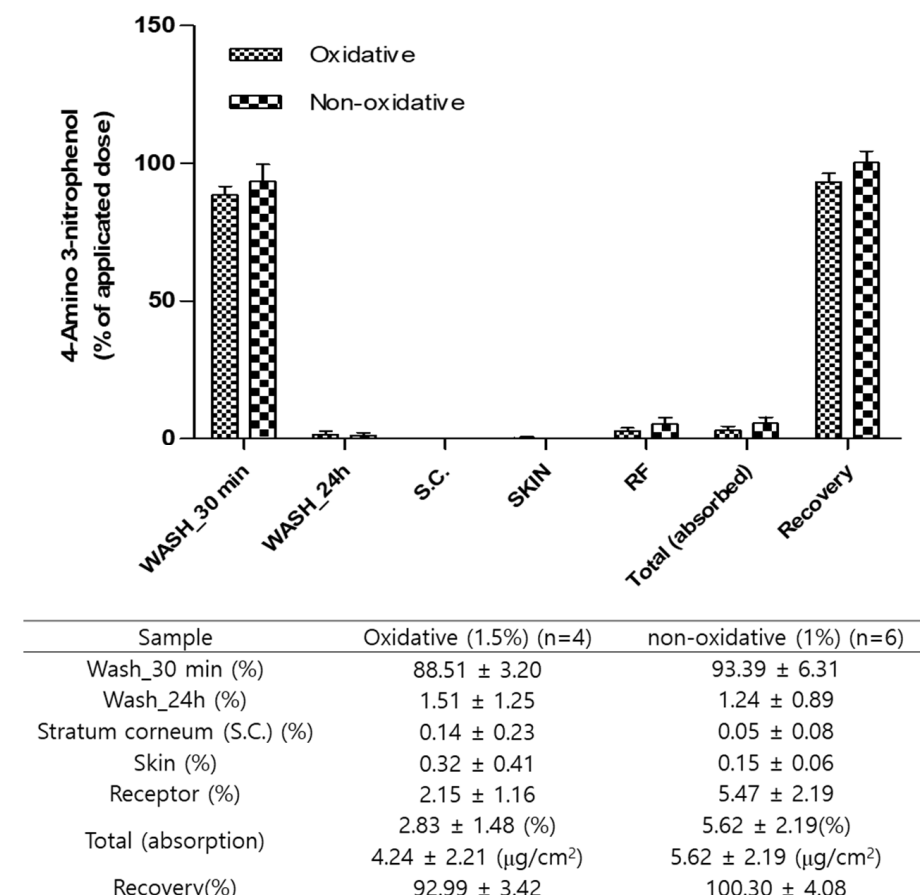 150
Oxidative
Non-oxidative
4-Amino 3-nitrophenol
(% of applicated dose)
100
50
0
WASH_30 min
WASH_24h
S.C.
SKIN
RF
Total (absorbed)
Recovery
Sample Oxidative (1.5%) (n=4) non-oxidative (1%) (n=6)
Wash_30 min (%) 88.51 ± 3.20 93.39 ± 6.31
Wash_24h (%) 1.51 ± 1.25 1.24 ± 0.89
Stratum corneum (S.C.) (%) 0.14 ± 0.23 0.05 ± 0.08
Skin (%) 0.32 ± 0.41 0.15 ± 0.06
Receptor (%) 2.15 ± 1.16 5.47 ± 2.19
Total (absorption) 2.83 ± 1.48 (%) 5.62 ± 2.19(%)
4.24 ± 2.21 (μg/cm²) 5.62 ± 2.19 (μg/cm²)
Recovery(%) 92.99 ± 3.42 100.30 ± 4.08